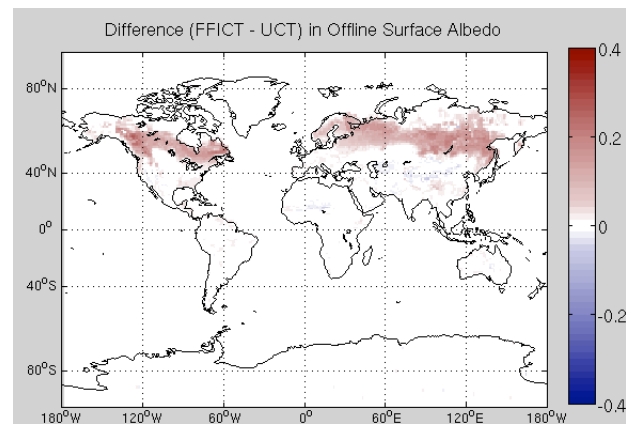 Difference (FFICT - UCT) in Offline Surface Albedo
80°N
40°N
0°
40°S
80°S
180°W 120°W 60°W 0° 60°E 120°E 180°W
0.4
0.2
0
-0.2
-0.4